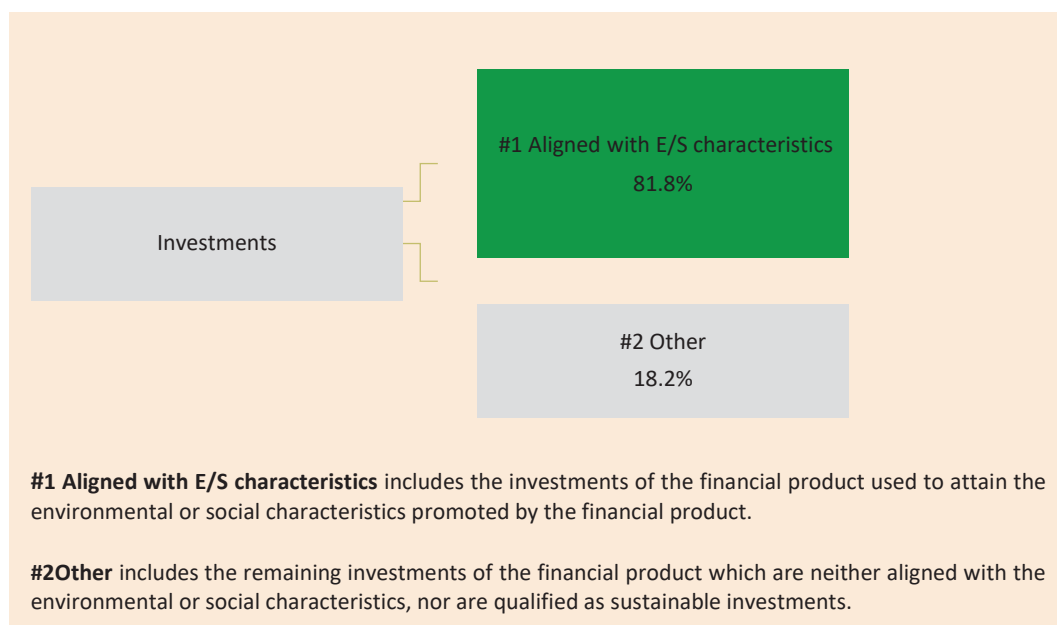 #1 Aligned with E/S characteristics
81.8%
Investments
#2 Other
18.2%
#1 Aligned with E/S characteristics includes the investments of the financial product used to attain the
environmental or social characteristics promoted by the financial product.
#2Other includes the remaining investments of the financial product which are neither aligned with the
environmental or social characteristics, nor are qualified as sustainable investments.